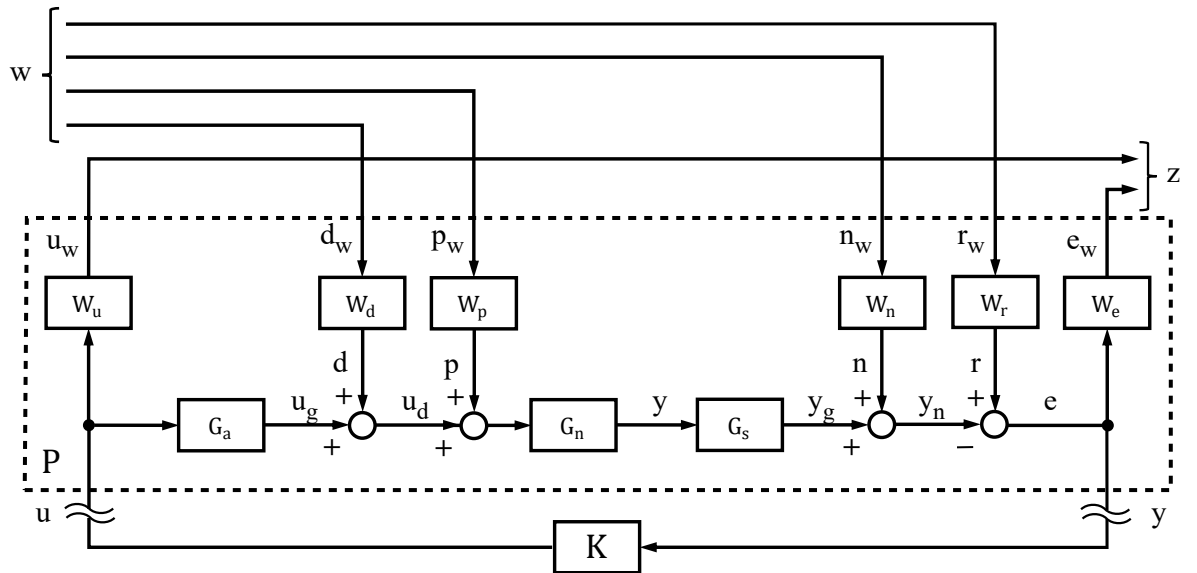 w
z
u_w d_w p_w n_w r_w e_w
W_u W_d W_p W_n W_r W_e
d p n r
+ + + +
u_g u_d y y_g y_n e
G_a G_n G_s
+ + + −
P
u y
K